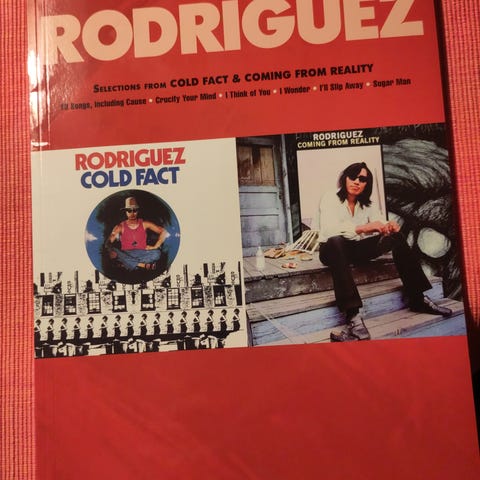 RODRIGUEZ
SELECTIONS FROM COLD FACT & COMING FROM REALITY
Songs, Including Cause • Crucify Your Mind • I Think of You • I Wonder • I'll Slip Away • Sugar Man
RODRIGUEZ
COLD FACT
RODRIGUEZ
COMING FROM REALITY